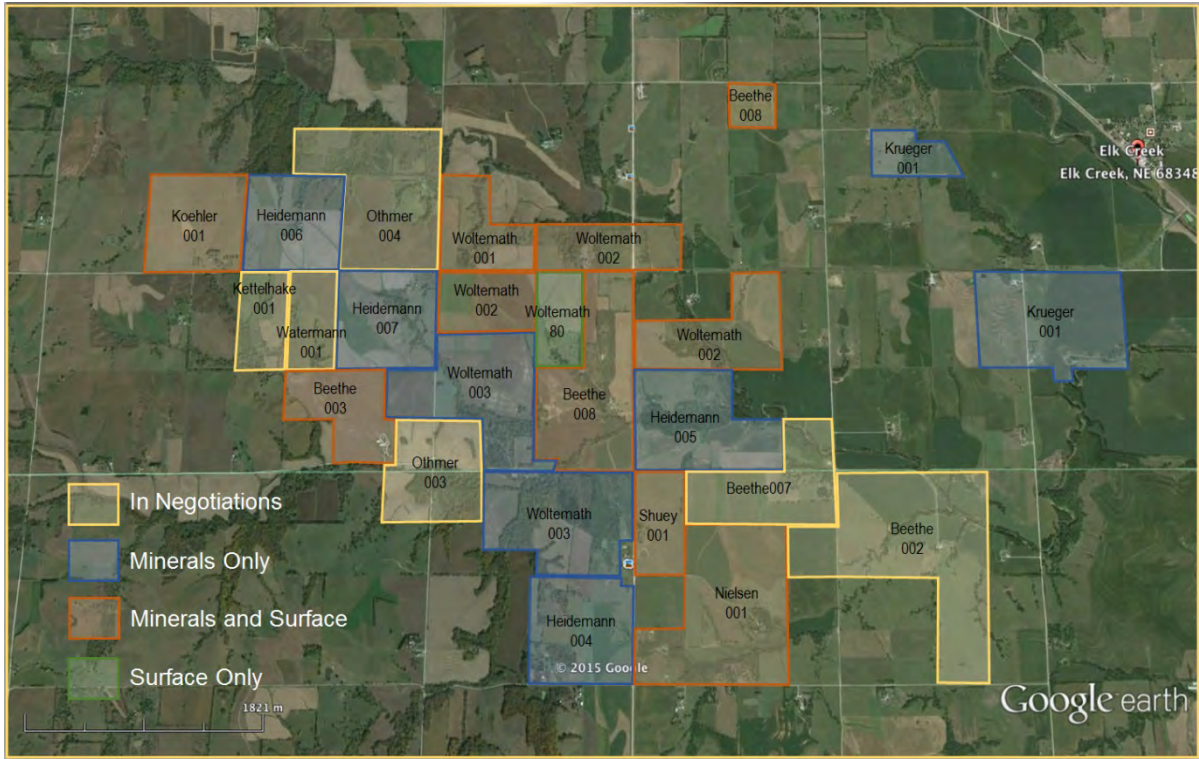 Beethe
008
Krueger
001
Elk Creek
Elk Creek, NE 68348
Koehler
001
Heidemann
006
Othmer
004
Woltemath
001
Woltemath
002
Kettelhake
001
Watermann
001
Heidemann
007
Woltemath
002
Woltemath
80
Woltemath
002
Krueger
001
Beethe
003
Woltemath
003
Beethe
008
Heidemann
005
Othmer
003
Beethe007
Woltemath
003
Shuey
001
Beethe
002
Nielsen
001
Heidemann
004
In Negotiations
Minerals Only
Minerals and Surface
Surface Only
1821 m
© 2015 Google
Google earth